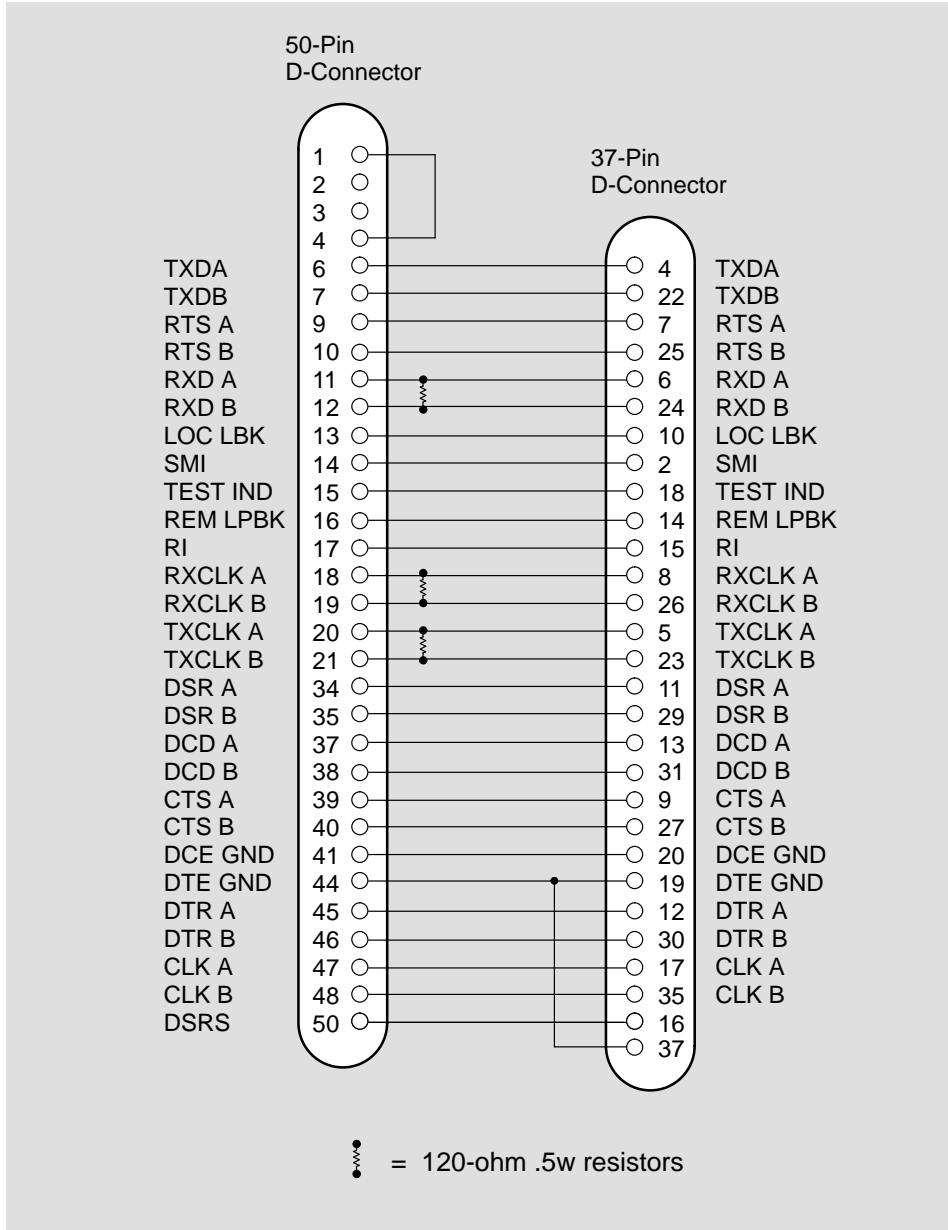 50-Pin
D-Connector
37-Pin
D-Connector
1
2
3
4
TXDA 6 4 TXDA
TXDB 7 22 TXDB
RTS A 9 7 RTS A
RTS B 10 25 RTS B
RXD A 11 6 RXD A
RXD B 12 24 RXD B
LOC LBK 13 10 LOC LBK
SMI 14 2 SMI
TEST IND 15 18 TEST IND
REM LPBK 16 14 REM LPBK
RI 17 15 RI
RXCLK A 18 8 RXCLK A
RXCLK B 19 26 RXCLK B
TXCLK A 20 5 TXCLK A
TXCLK B 21 23 TXCLK B
DSR A 34 11 DSR A
DSR B 35 29 DSR B
DCD A 37 13 DCD A
DCD B 38 31 DCD B
CTS A 39 9 CTS A
CTS B 40 27 CTS B
DCE GND 41 20 DCE GND
DTE GND 44 19 DTE GND
DTR A 45 12 DTR A
DTR B 46 30 DTR B
CLK A 47 17 CLK A
CLK B 48 35 CLK B
DSRS 50 16
37
= 120-ohm .5w resistors